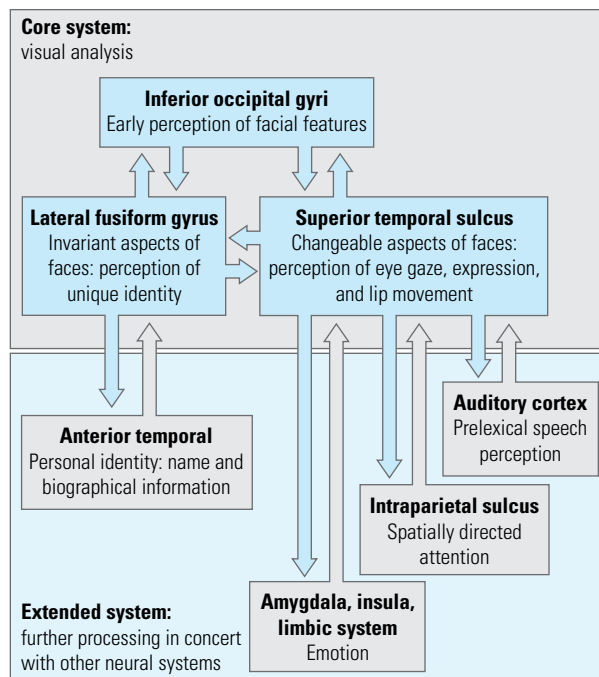 Core system:
visual analysis
Inferior occipital gyri
Early perception of facial features
Lateral fusiform gyrus
Invariant aspects of
faces: perception of
unique identity
Superior temporal sulcus
Changeable aspects of faces:
perception of eye gaze, expression,
and lip movement
Anterior temporal
Personal identity: name and
biographical information
Auditory cortex
Prelexical speech
perception
Intraparietal sulcus
Spatially directed
attention
Amygdala, insula,
limbic system
Emotion
Extended system:
further processing in concert
with other neural systems